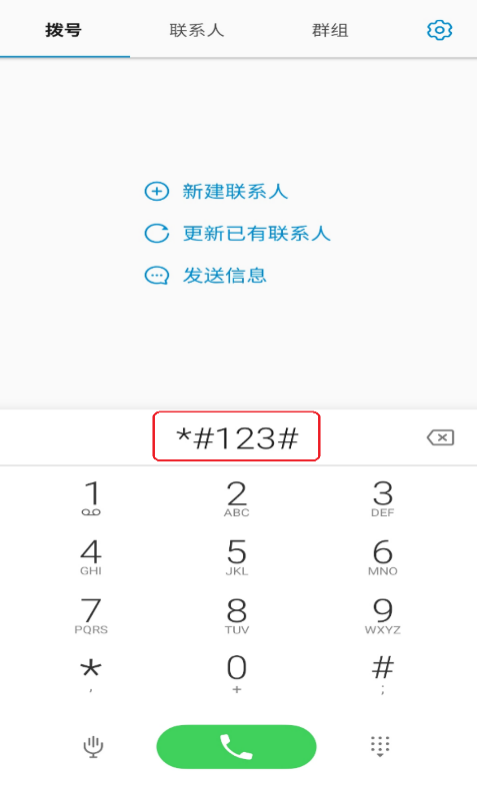 拨号 联系人 群组
新建联系人
更新已有联系人
发送信息
*#123#
1 2 3
ABC DEF
4 5 6
GHI JKL MNO
7 8 9
PQRS TUV WXYZ
* 0 #
, + ;